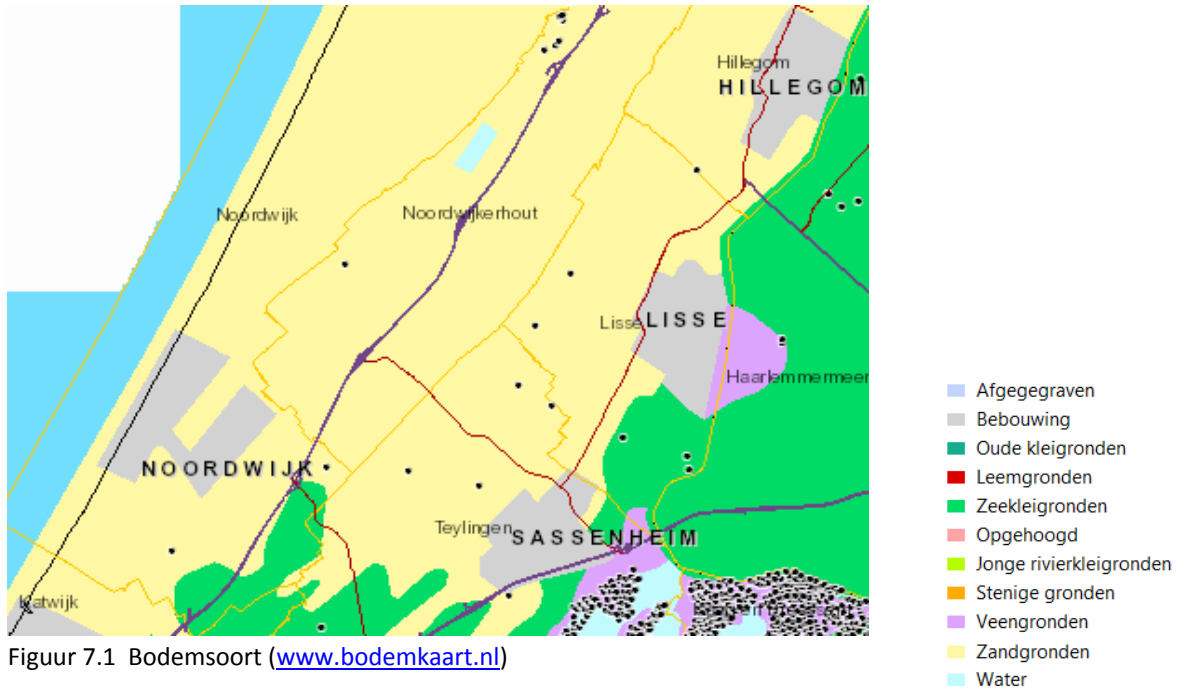 Hillegom
HILLEGOM
Noordwijk
Noordwijkerhout
Lisse
LISSE
Haarlemmermeer
NOORDWIJK
Teylingen
SASSENHEIM
Katwijk
Afgegegraven
Bebouwing
Oude kleigronden
Leemgronden
Zeekleigronden
Opgehoogd
Jonge rivierkleigronden
Stenige gronden
Veengronden
Zandgronden
Water
Figuur 7.1 Bodemsoort (www.bodemkaart.nl)